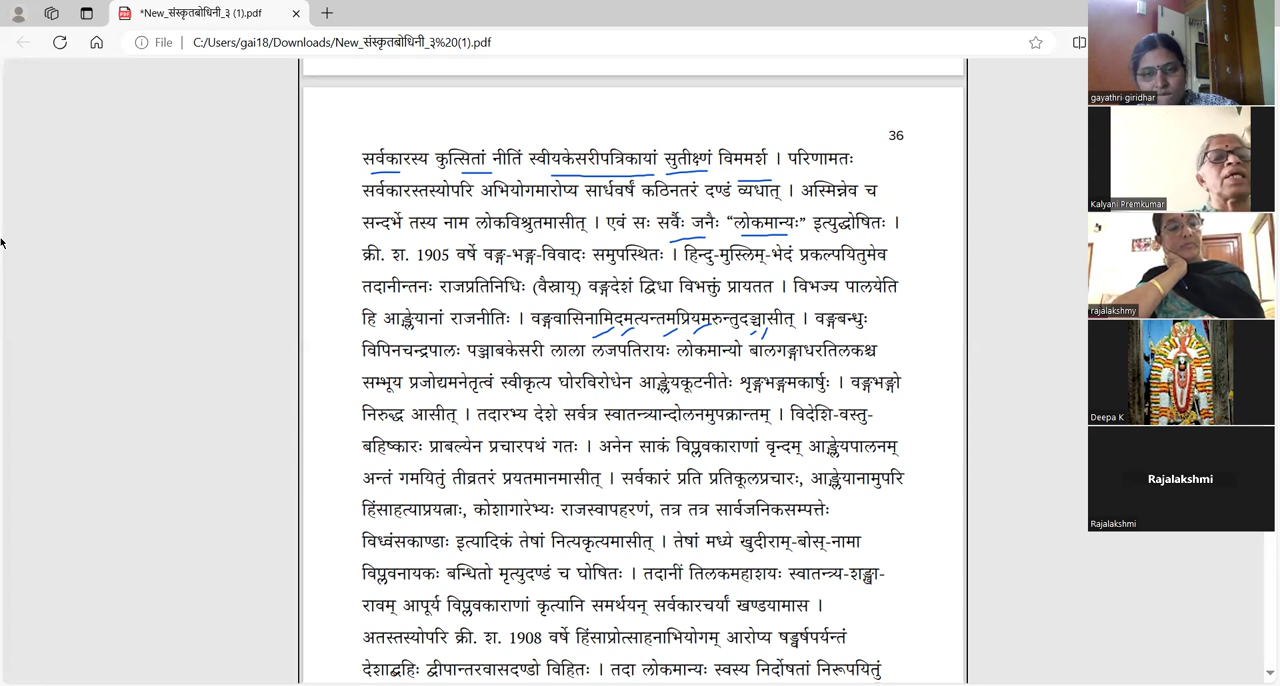 *New_संस्कृतबोधिनी_३ (1).pdf
File
C:/Users/gai18/Downloads/New_संस्कृतबोधिनी_३%20(1).pdf
36
सर्वकारस्य कुत्सितां नीतिं स्वीयकेसरीपत्रिकायां सुतीक्ष्णं विममर्श । परिणामतः
सर्वकारस्तस्योपरि अभियोगमारोप्य सार्धवर्षं कठिनतरं दण्डं व्यधात् । अस्मिन्नेव च
सन्दर्भे तस्य नाम लोकविश्रुतमासीत् । एवं सः सर्वैः जनैः “लोकमान्यः” इत्युद्घोषितः ।
क्री. श. 1905 वर्षे वङ्ग-भङ्ग-विवादः समुपस्थितः । हिन्दु-मुस्लिम्-भेदं प्रकल्पयितुमेव
तदानीन्तनः राजप्रतिनिधिः (वैस्राय्) वङ्गदेशं द्विधा विभक्तुं प्रायतत । विभज्य पालयेति
हि आङ्ग्लेयानां राजनीतिः । वङ्गवासिनामिदमत्यन्तमप्रियमरुन्तुदञ्चासीत् । वङ्गबन्धुः
विपिनचन्द्रपालः पञ्जाबकेसरी लाला लजपतिरायः लोकमान्यो बालगङ्गाधरतिलकश्च
सम्भूय प्रजोद्यमनेतृत्वं स्वीकृत्य घोरविरोधेन आङ्ग्लेयकूटनीतेः शृङ्गभङ्गमकार्षुः । वङ्गभङ्गो
निरुद्ध आसीत् । तदारभ्य देशे सर्वत्र स्वातन्त्र्यान्दोलनमुपक्रान्तम् । विदेशि-वस्तु-
बहिष्कारः प्राबल्येन प्रचारपथं गतः । अनेन साकं विप्लवकाराणां वृन्दम् आङ्ग्लेयपालनम्
अन्तं गमयितुं तीव्रतरं प्रयतमानमासीत् । सर्वकारं प्रति प्रतिकूलप्रचारः, आङ्ग्लेयानामुपरि
हिंसाहत्याप्रयत्नाः, कोशागारेभ्यः राजस्वापहरणं, तत्र तत्र सार्वजनिकसम्पत्तेः
विध्वंसकाण्डाः इत्यादिकं तेषां नित्यकृत्यमासीत् । तेषां मध्ये खुदीराम्-बोस्-नामा
विप्लवनायकः बन्धितो मृत्युदण्डं च घोषितः । तदानीं तिलकमहाशयः स्वातन्त्र्य-शङ्खा-
रावम् आपूर्य विप्लवकाराणां कृत्यानि समर्थयन् सर्वकारचर्यां खण्डयामास ।
अतस्तस्योपरि क्री. श. 1908 वर्षे हिंसाप्रोत्साहनाभियोगम् आरोप्य षड्वर्षपर्यन्तं
देशाद्बहिः द्वीपान्तरवासदण्डो विहितः । तदा लोकमान्यः स्वस्य निर्दोषतां निरूपयितुं
gayathri giridhar
Kalyani Premkumar
rajalakshmy
Deepa K
Rajalakshmi
Rajalakshmi